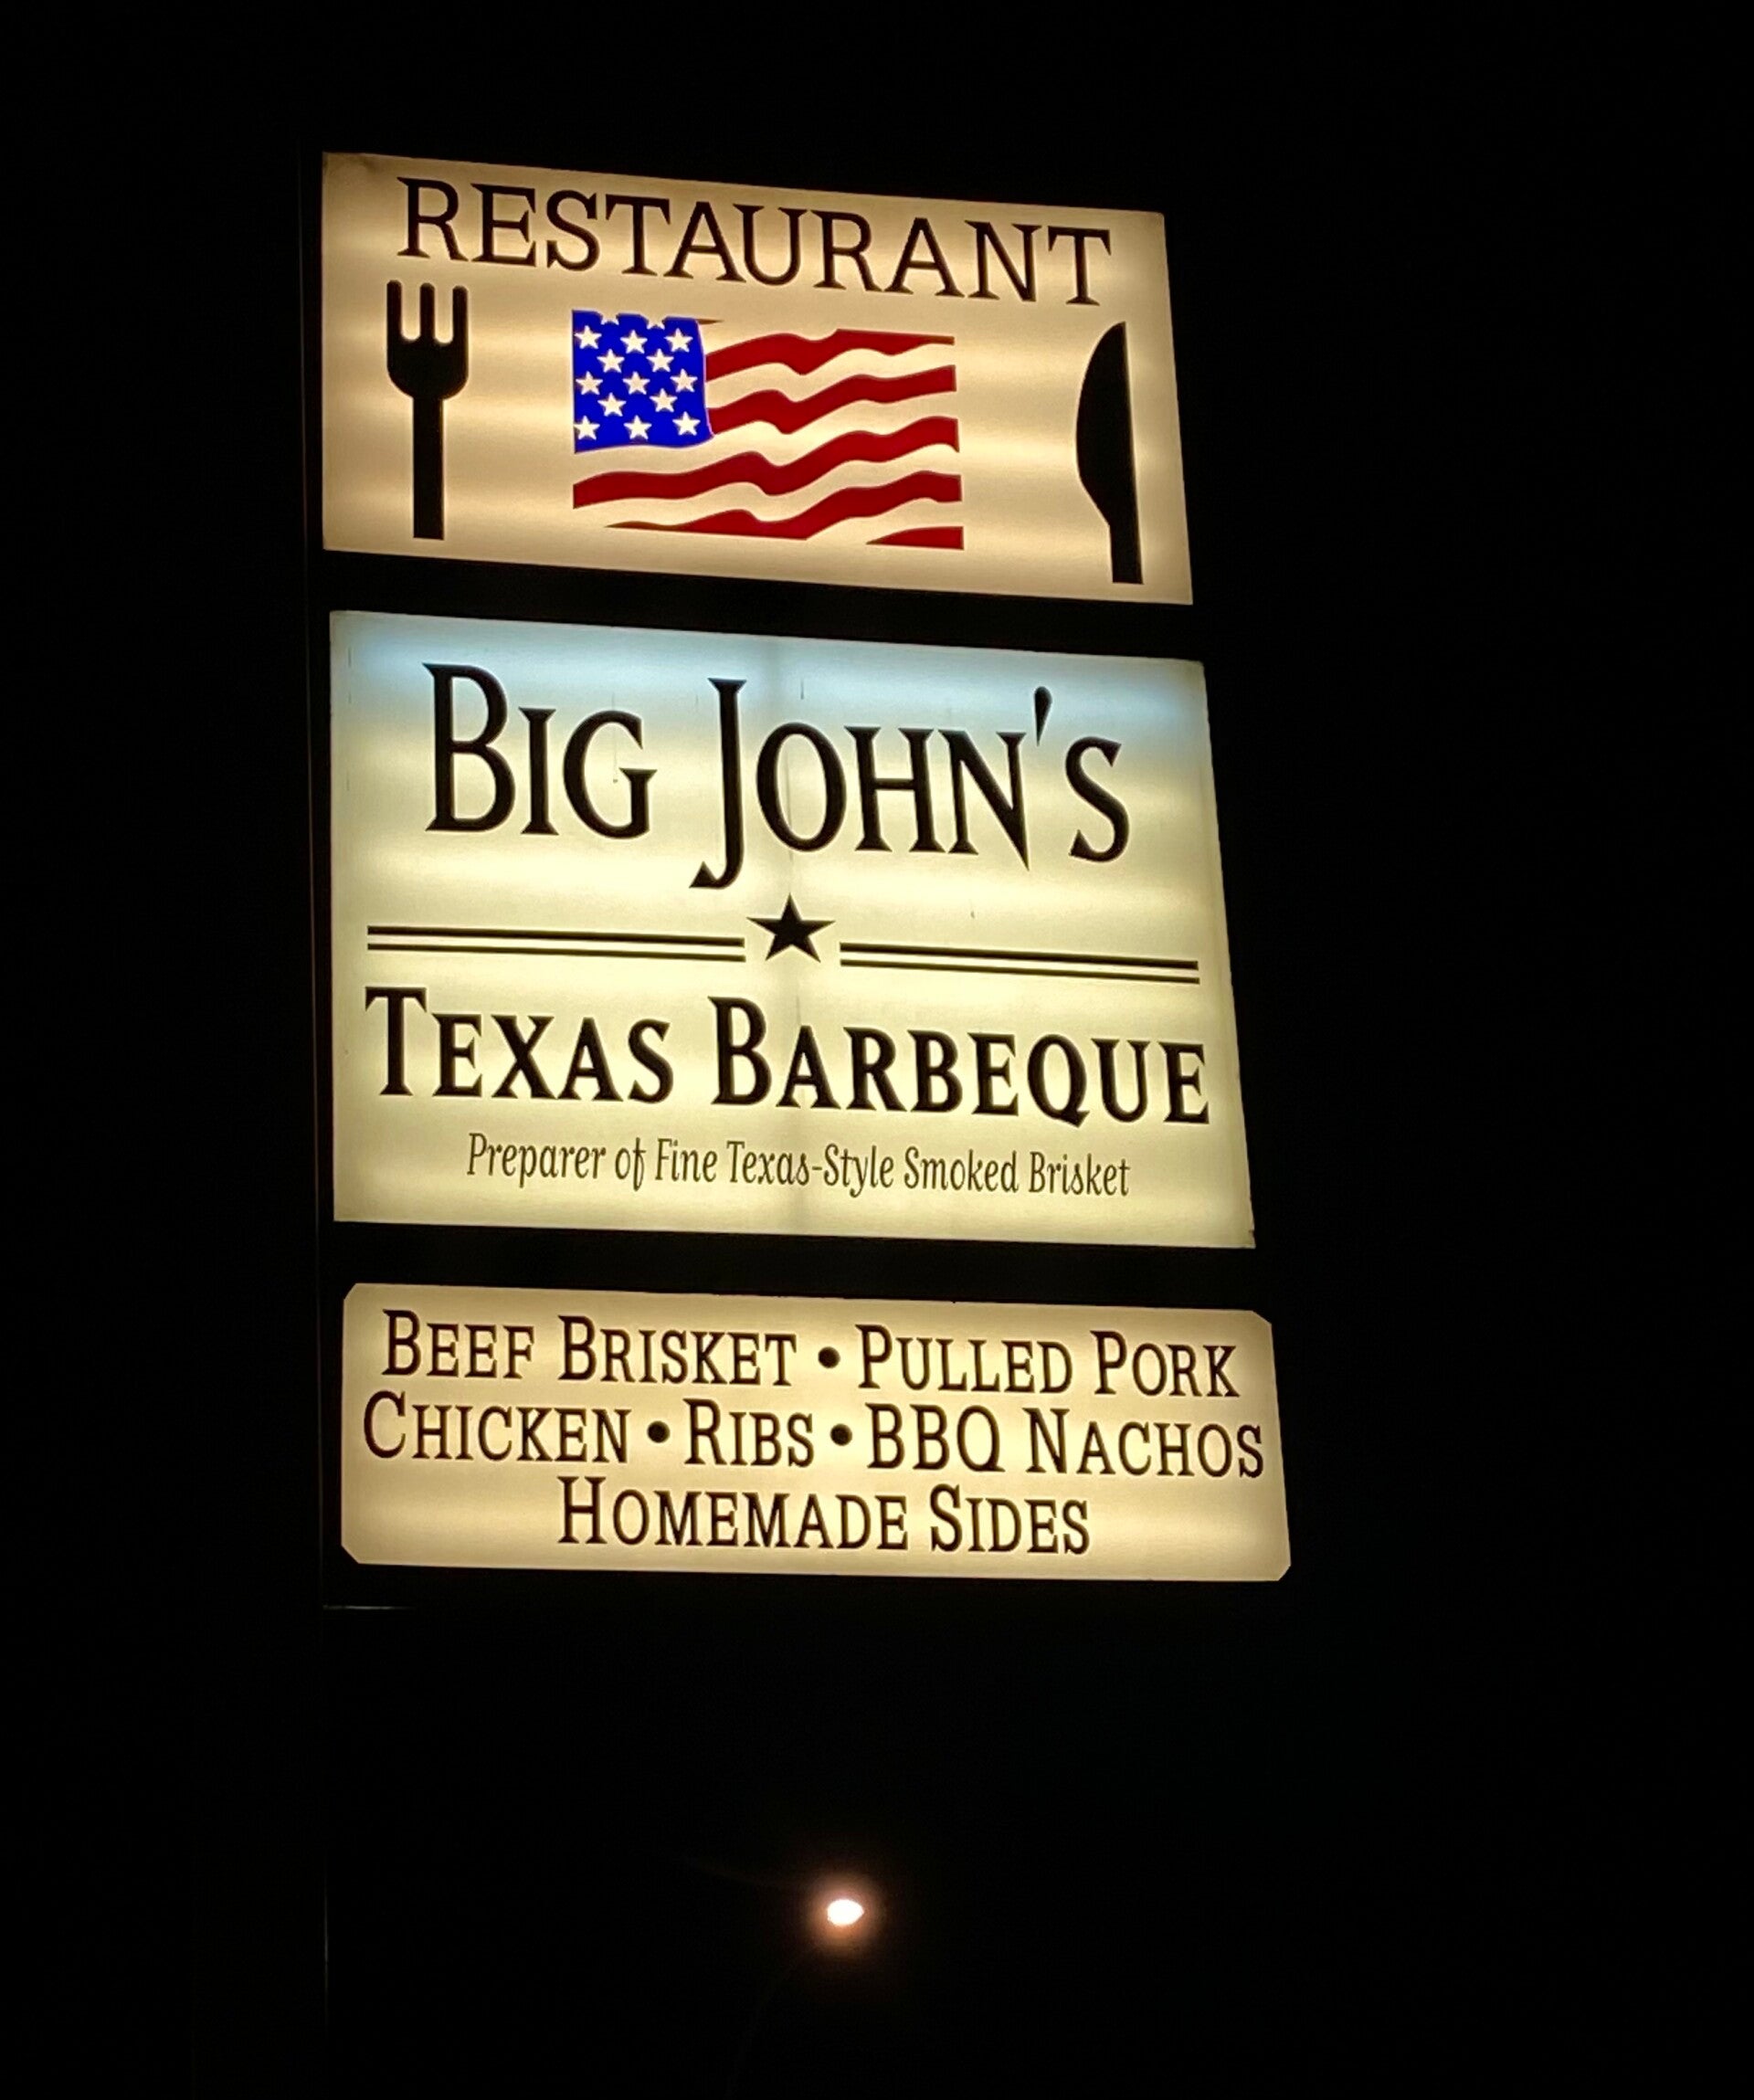 RESTAURANT
BIG JOHN'S
TEXAS BARBEQUE
Preparer of Fine Texas-Style Smoked Brisket
BEEF BRISKET • PULLED PORK
CHICKEN • RIBS • BBQ NACHOS
HOMEMADE SIDES